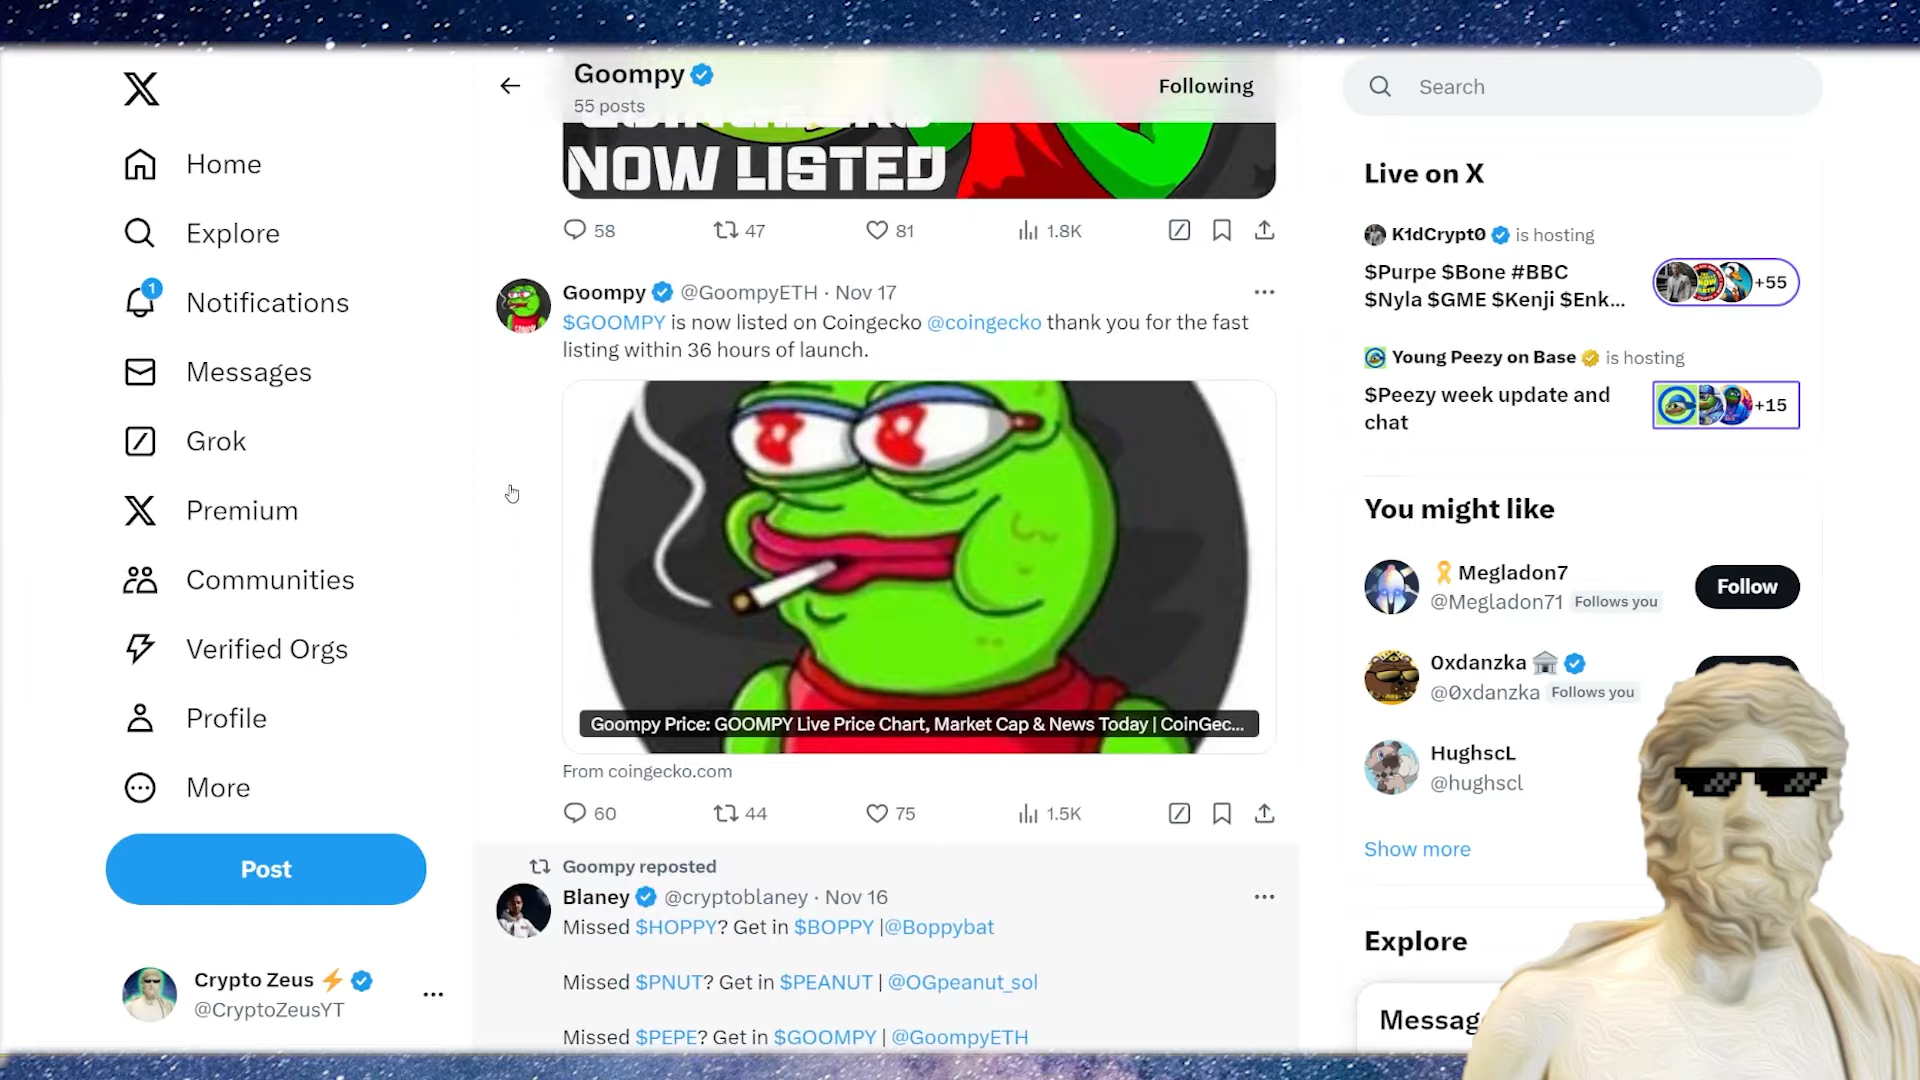 Home
Explore
1
Notifications
Messages
Grok
Premium
Communities
Verified Orgs
Profile
More
Post
Crypto Zeus
@CryptoZeusYT
Goompy
55 posts
Following
NOW LISTED
58
47
81
1.8K
Goompy @GoompyETH · Nov 17
$GOOMPY is now listed on Coingecko @coingecko thank you for the fast
listing within 36 hours of launch.
Goompy Price: GOOMPY Live Price Chart, Market Cap & News Today | CoinGec...
From coingecko.com
60
44
75
1.5K
Goompy reposted
Blaney @cryptoblaney · Nov 16
Missed $HOPPY? Get in $BOPPY |@Boppybat
Missed $PNUT? Get in $PEANUT | @OGpeanut_sol
Missed $PEPE? Get in $GOOMPY | @GoompyETH
Search
Live on X
K1dCrypt0 is hosting
$Purpe $Bone #BBC
$Nyla $GME $Kenji $Enk...
+55
Young Peezy on Base is hosting
$Peezy week update and
chat
+15
You might like
Megladon7
@Megladon71 Follows you
Follow
0xdanzka
@0xdanzka Follows you
HughscL
@hughscl
Show more
Explore
Messag